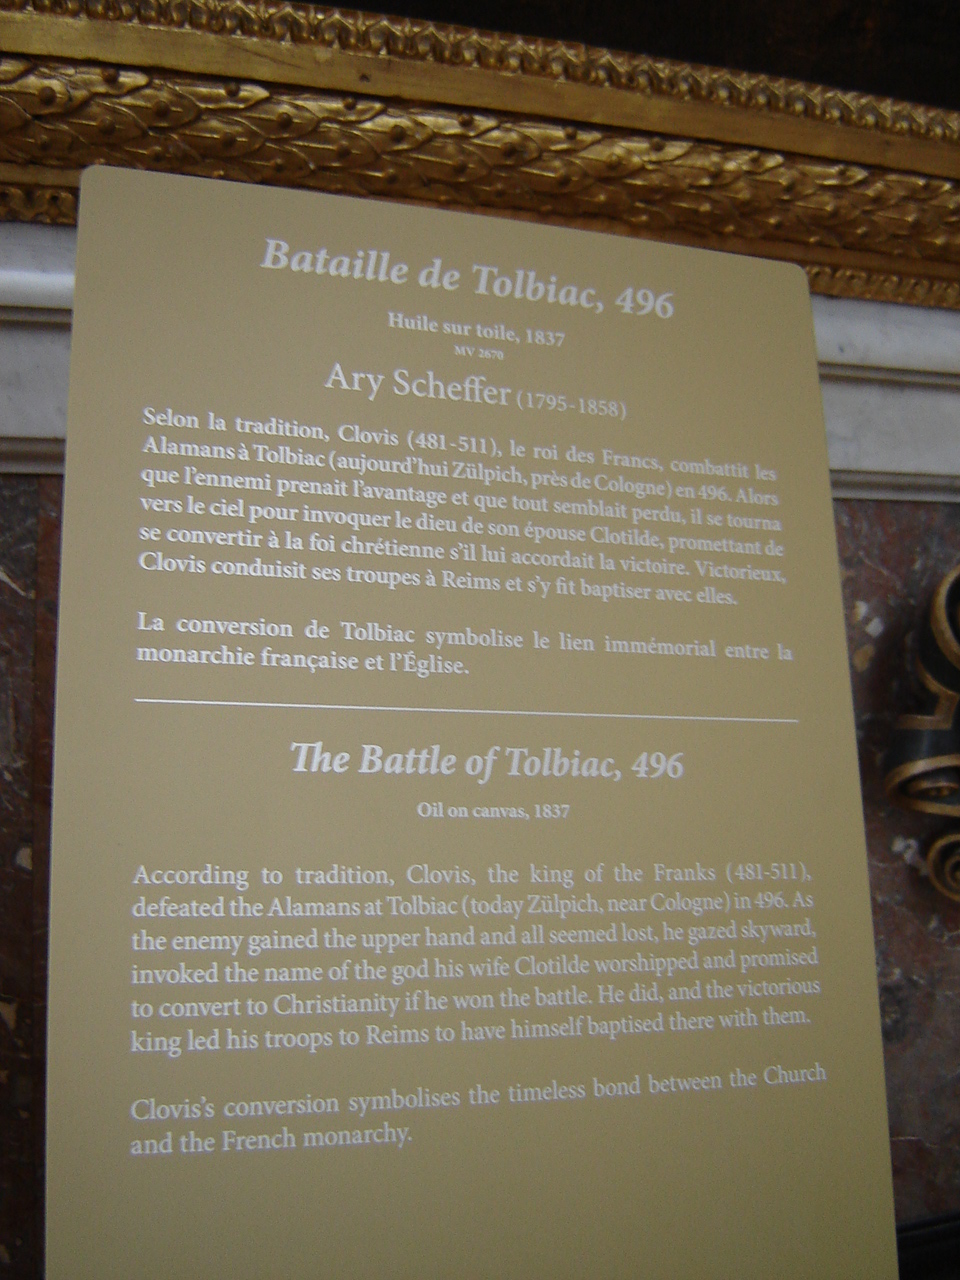 Bataille de Tolbiac, 496
Huile sur toile, 1837
MV 2670
Ary Scheffer (1795-1858)
Selon la tradition, Clovis (481-511), le roi des Francs, combattit les
Alamans à Tolbiac (aujourd'hui Zülpich, près de Cologne) en 496. Alors
que l'ennemi prenait l'avantage et que tout semblait perdu, il se tourna
vers le ciel pour invoquer le dieu de son épouse Clotilde, promettant de
se convertir à la foi chrétienne s'il lui accordait la victoire. Victorieux,
Clovis conduisit ses troupes à Reims et s'y fit baptiser avec elles.
La conversion de Tolbiac symbolise le lien immémorial entre la
monarchie française et l'Église.
The Battle of Tolbiac, 496
Oil on canvas, 1837
According to tradition, Clovis, the king of the Franks (481-511),
defeated the Alamans at Tolbiac (today Zülpich, near Cologne) in 496. As
the enemy gained the upper hand and all seemed lost, he gazed skyward,
invoked the name of the god his wife Clotilde worshipped and promised
to convert to Christianity if he won the battle. He did, and the victorious
king led his troops to Reims to have himself baptised there with them.
Clovis's conversion symbolises the timeless bond between the Church
and the French monarchy.